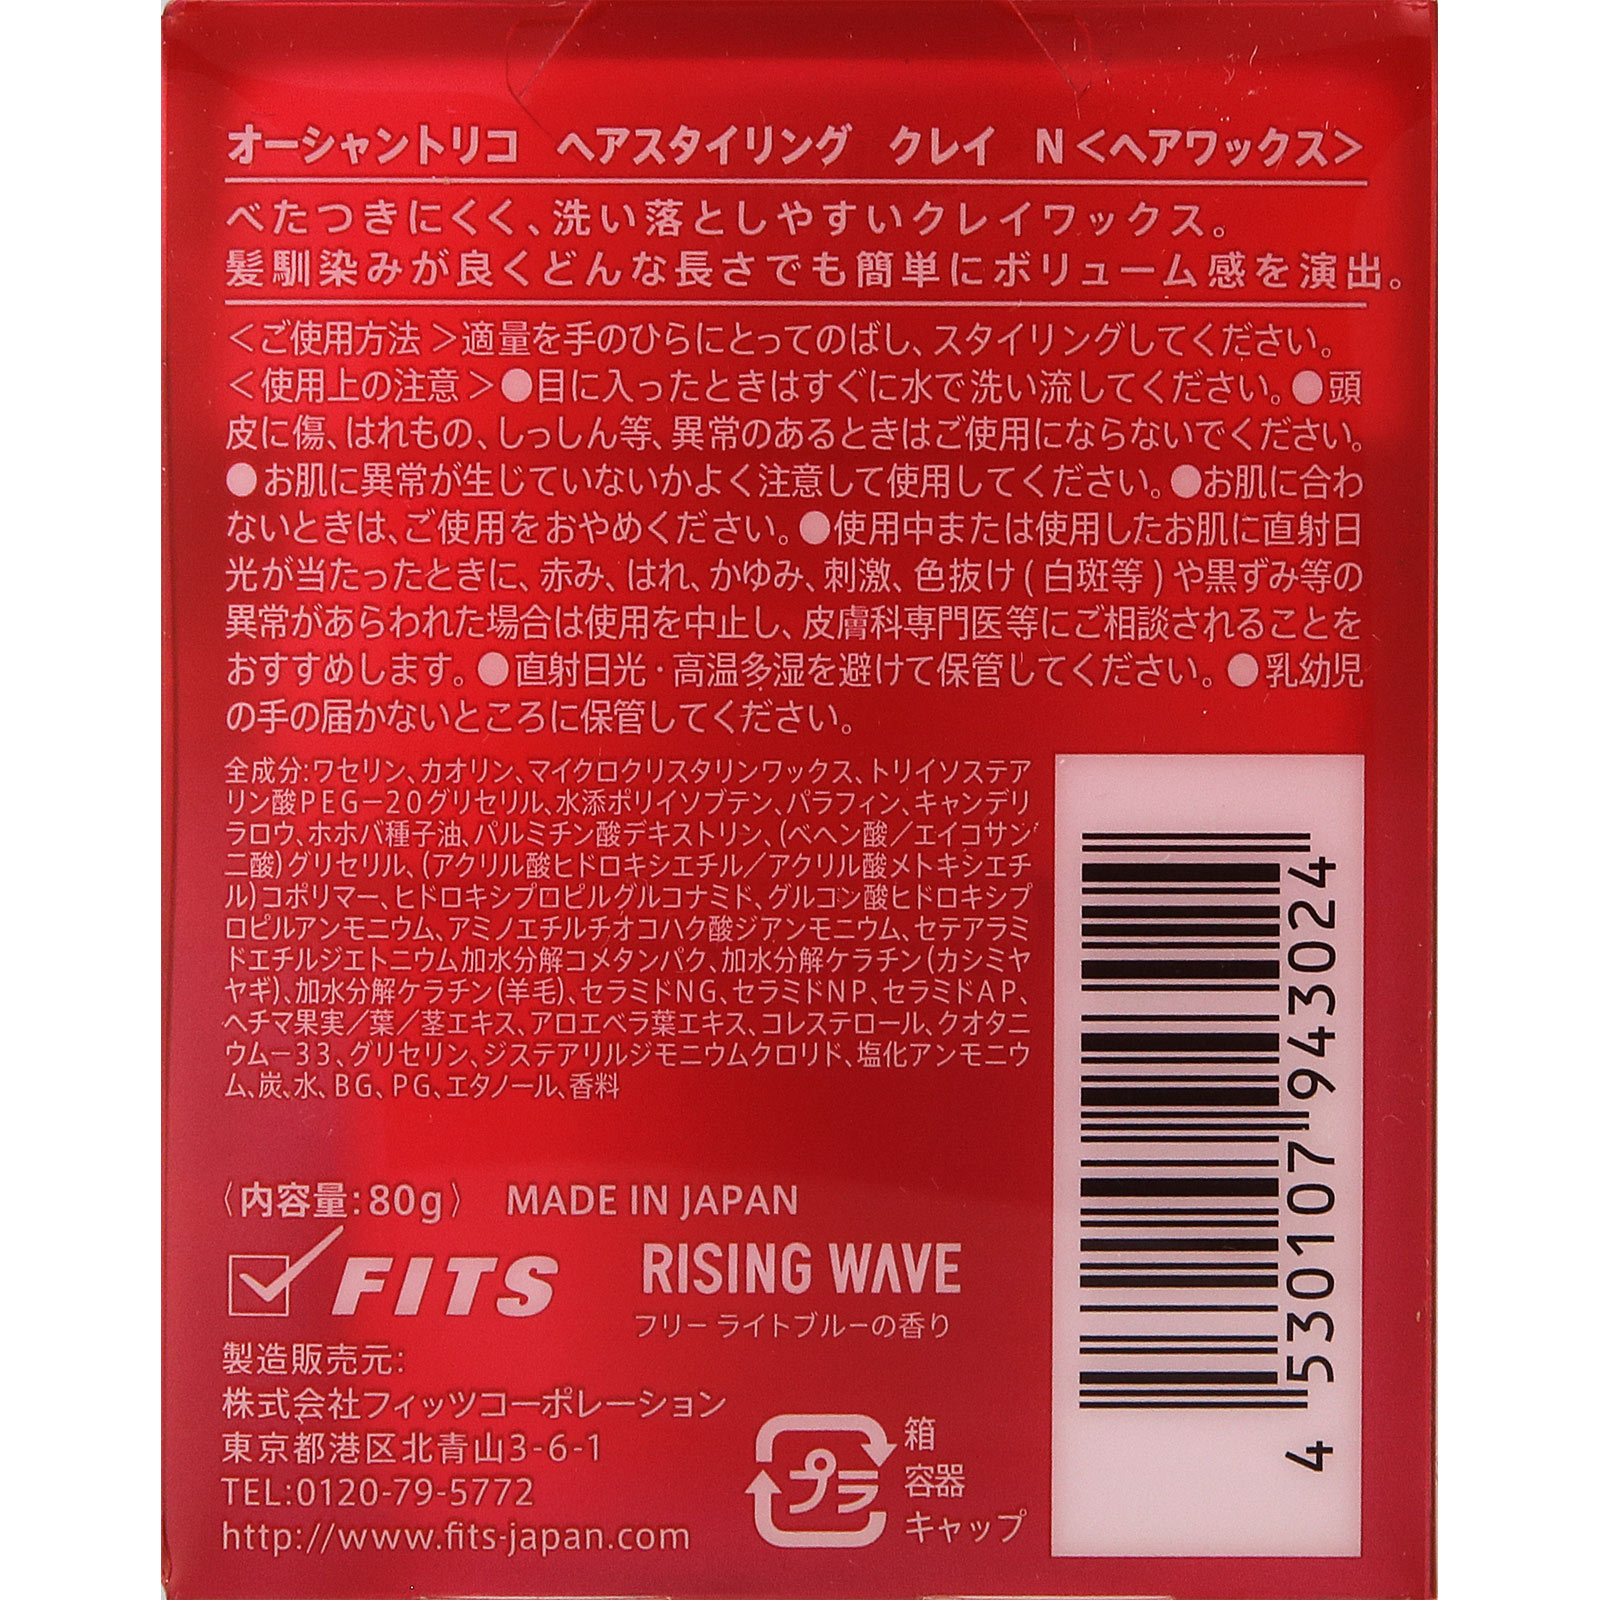 オーシャントリコ　ヘアスタイリング　クレイ　N＜ヘアワックス＞
べたつきにくく、洗い落としやすいクレイワックス。
髪馴染みが良くどんな長さでも簡単にボリューム感を演出。
＜ご使用方法＞適量を手のひらにとってのばし、スタイリングしてください。
＜使用上の注意＞●目に入ったときはすぐに水で洗い流してください。●頭
皮に傷、はれもの、しっしん等、異常のあるときはご使用にならないでください。
●お肌に異常が生じていないかよく注意して使用してください。●お肌に合わ
ないときは、ご使用をおやめください。●使用中または使用したお肌に直射日
光が当たったときに、赤み、はれ、かゆみ、刺激、色抜け(白斑等)や黒ずみ等の
異常があらわれた場合は使用を中止し、皮膚科専門医等にご相談されることを
おすすめします。●直射日光・高温多湿を避けて保管してください。●乳幼児
の手の届かないところに保管してください。
全成分:ワセリン、カオリン、マイクロクリスタリンワックス、トリイソステア
リン酸PEG－20グリセリル、水添ポリイソブテン、パラフィン、キャンデリ
ラロウ、ホホバ種子油、パルミチン酸デキストリン、(ベヘン酸／エイコサン
二酸)グリセリル、(アクリル酸ヒドロキシエチル／アクリル酸メトキシエチ
ル)コポリマー、ヒドロキシプロピルグルコナミド、グルコン酸ヒドロキシプ
ロピルアンモニウム、アミノエチルチオコハク酸ジアンモニウム、セテアラミ
ドエチルジエトニウム加水分解コメタンパク、加水分解ケラチン(カシミヤ
ヤギ)、加水分解ケラチン(羊毛)、セラミドNG、セラミドNP、セラミドAP、
ヘチマ果実／葉／茎エキス、アロエベラ葉エキス、コレステロール、クオタニ
ウム－33、グリセリン、ジステアリルジモニウムクロリド、塩化アンモニウ
ム、炭、水、BG、PG、エタノール、香料
〈内容量:80g〉　MADE IN JAPAN
FITS
RISING WAVE
フリー ライトブルーの香り
製造販売元:
株式会社フィッツコーポレーション
東京都港区北青山3-6-1
TEL:0120-79-5772
http://www.fits-japan.com
プラ
箱
容器
キャップ
4 530107 943024